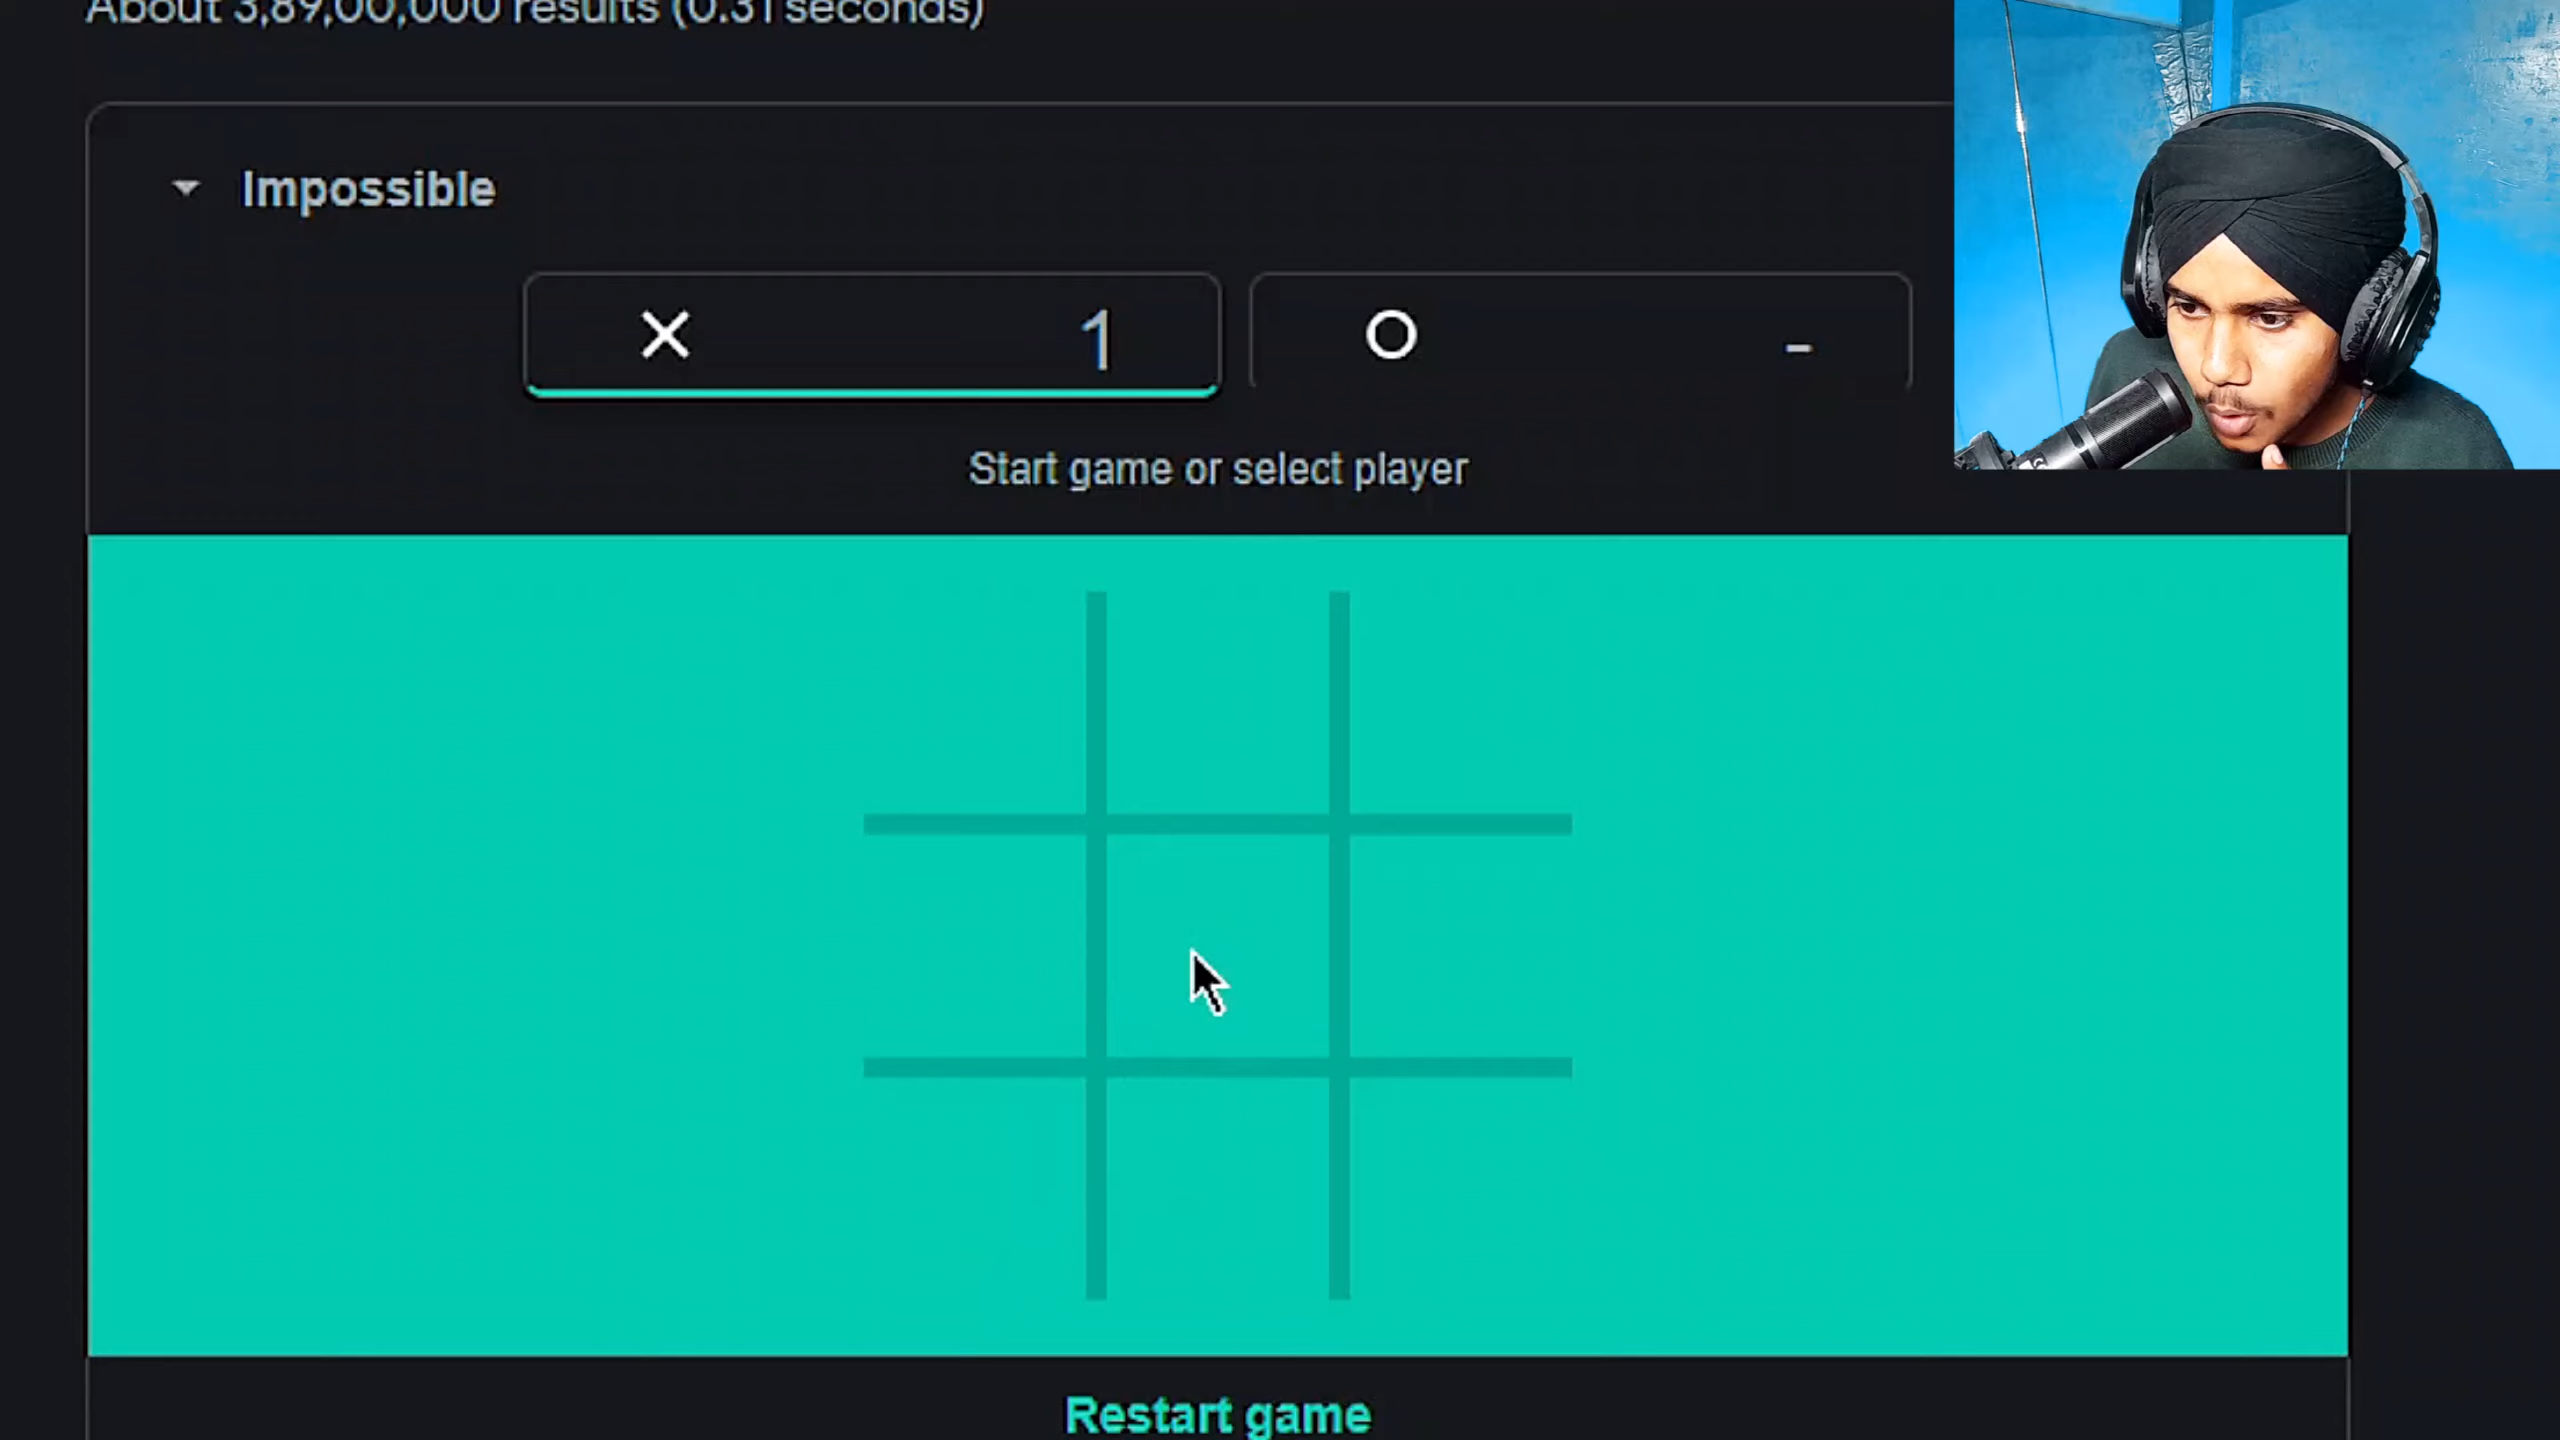 About 3,89,00,000 results (0.31 seconds)
Impossible
× 1
O -
Start game or select player
Restart game